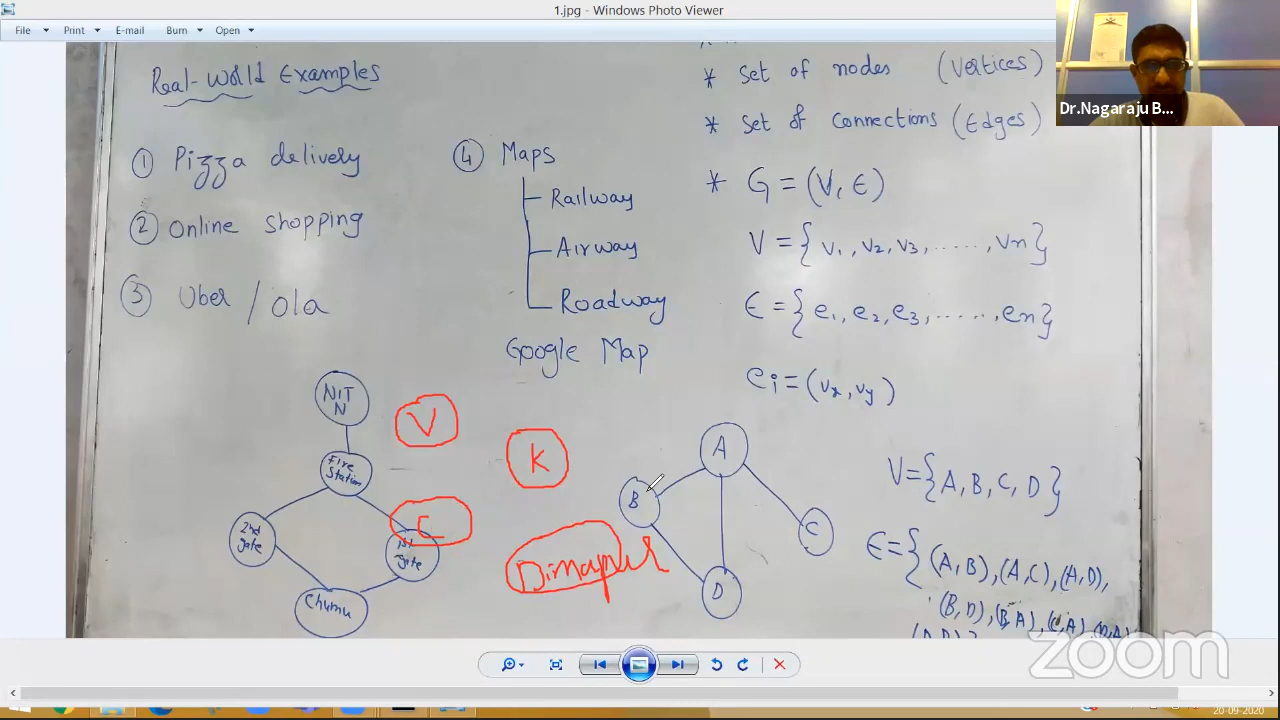 1.jpg - Windows Photo Viewer
File Print E-mail Burn Open
Dr.Nagaraju B...
Real-World Examples
① Pizza delivery
② Online shopping
③ Uber / Ola
④ Maps
Railway
Airway
Roadway
Google Map
* Set of nodes (Vertices)
* Set of connections (Edges)
* G = (V, E)
V = {v1, v2, v3, ......, vn}
E = {e1, e2, e3, ......, en}
ei = (vx, vy)
NIT N
Fire Station
2nd gate
1st gate
Chumu
V
C
K
Dimapur
A
B
C
D
V = {A, B, C, D}
E = {(A, B), (A, C), (A, D),
(B, D), (B, A), (C, A), (D, A)
zoom
20-09-2020